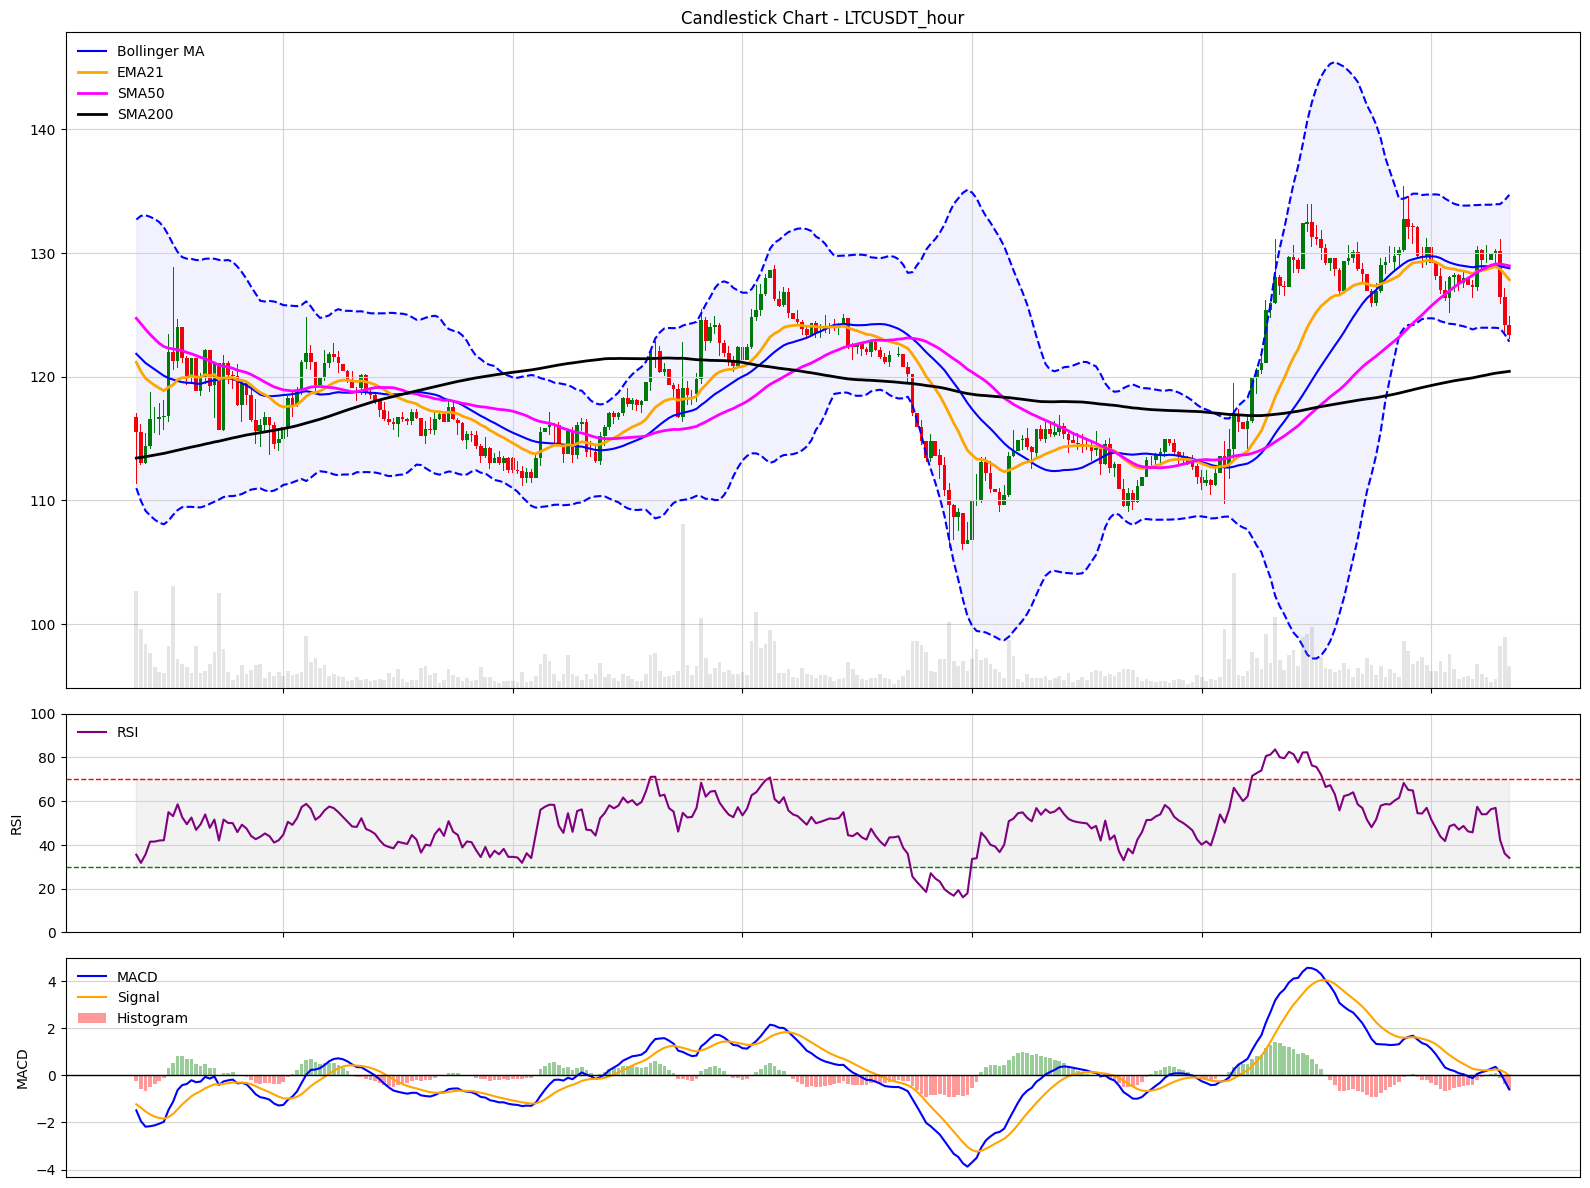 Candlestick Chart - LTCUSDT_hour
Bollinger MA
EMA21
SMA50
SMA200
140
130
120
110
100
RSI
100
80
60
40
20
0
RSI
MACD
Signal
Histogram
4
2
0
−2
−4
MACD